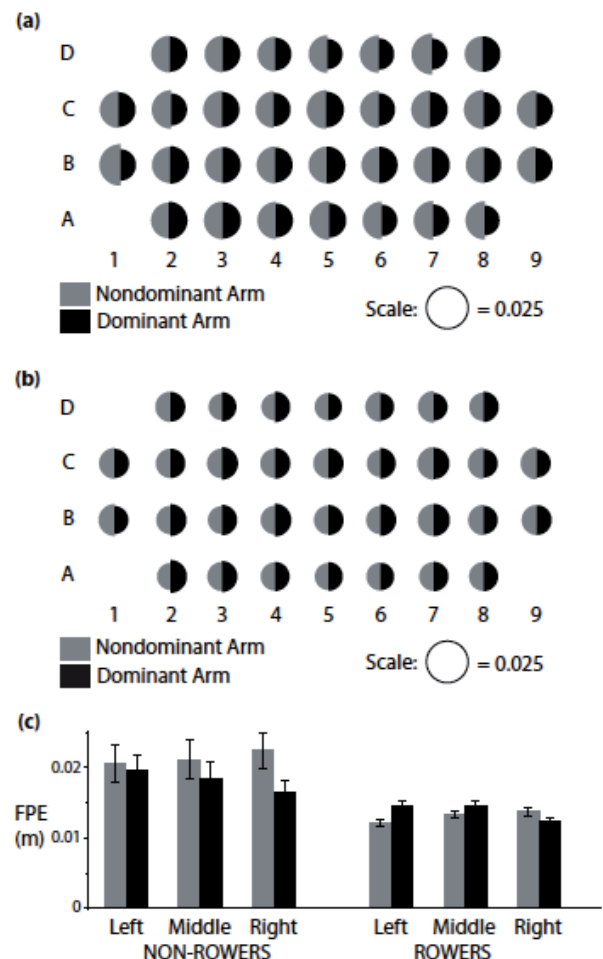 (a)
D
C
B
A
1 2 3 4 5 6 7 8 9
Nondominant Arm
Dominant Arm
Scale: = 0.025
(b)
D
C
B
A
1 2 3 4 5 6 7 8 9
Nondominant Arm
Dominant Arm
Scale: = 0.025
(c)
0.02
FPE
(m)
0.01
0
Left Middle Right Left Middle Right
NON-ROWERS ROWERS